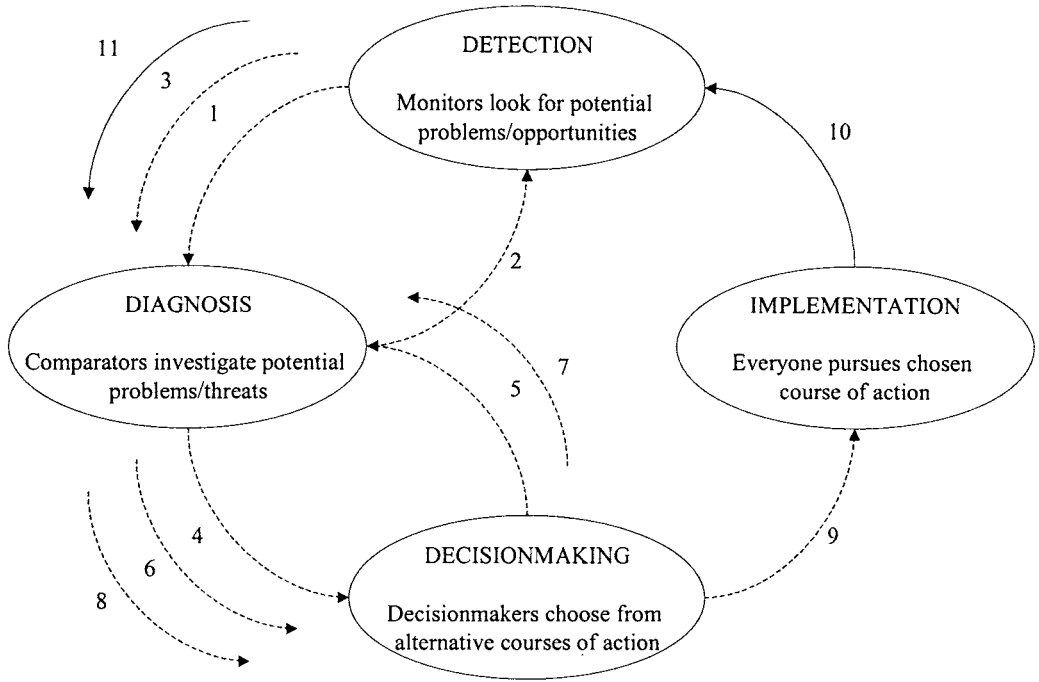 DETECTION
Monitors look for potential
problems/opportunities
11
3
1
10
2
DIAGNOSIS
Comparators investigate potential
problems/threats
IMPLEMENTATION
Everyone pursues chosen
course of action
7
5
4
6
8
9
DECISIONMAKING
Decisionmakers choose from
alternative courses of action